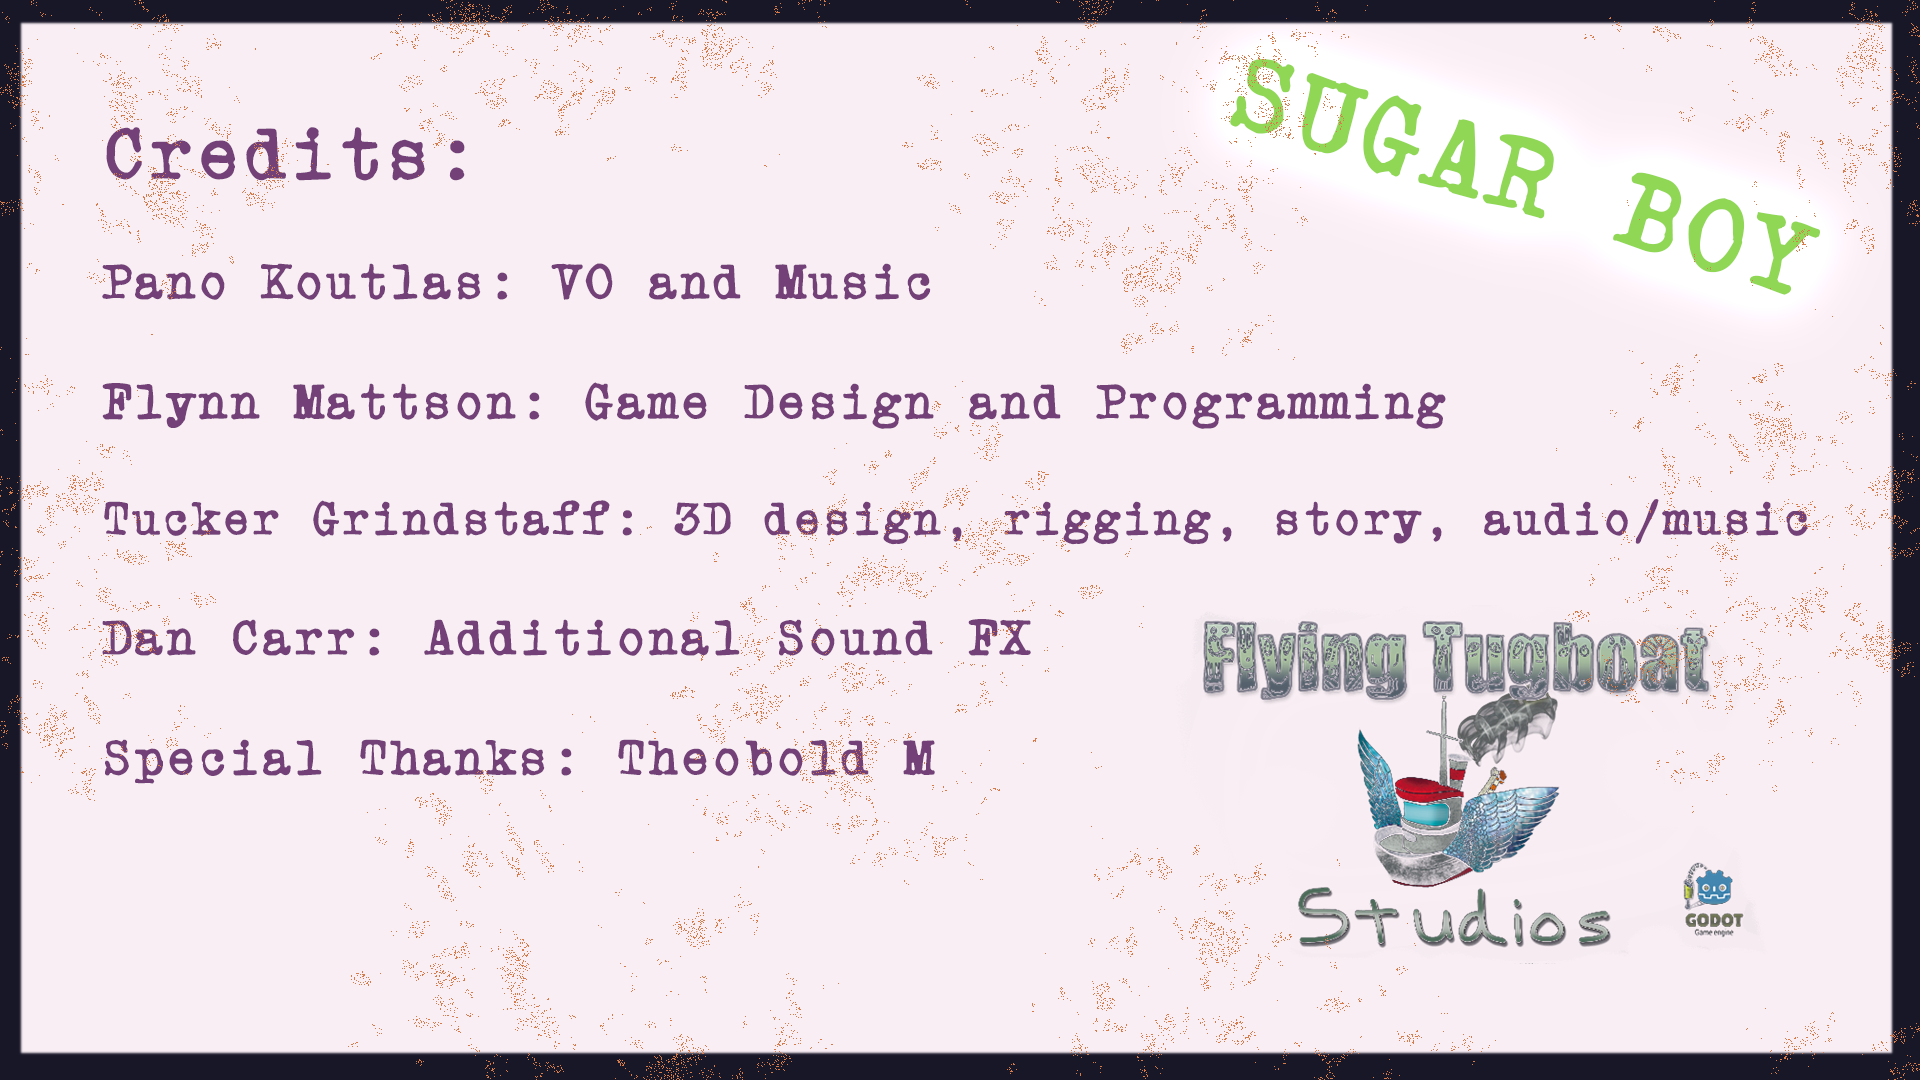 SUGAR BOY
Credits:
Pano Koutlas: VO and Music
Flynn Mattson: Game Design and Programming
Tucker Grindstaff: 3D design, rigging, story, audio/music
Dan Carr: Additional Sound FX
Special Thanks: Theobold M
Flying Tugboat
Studios
GODOT
Game engine